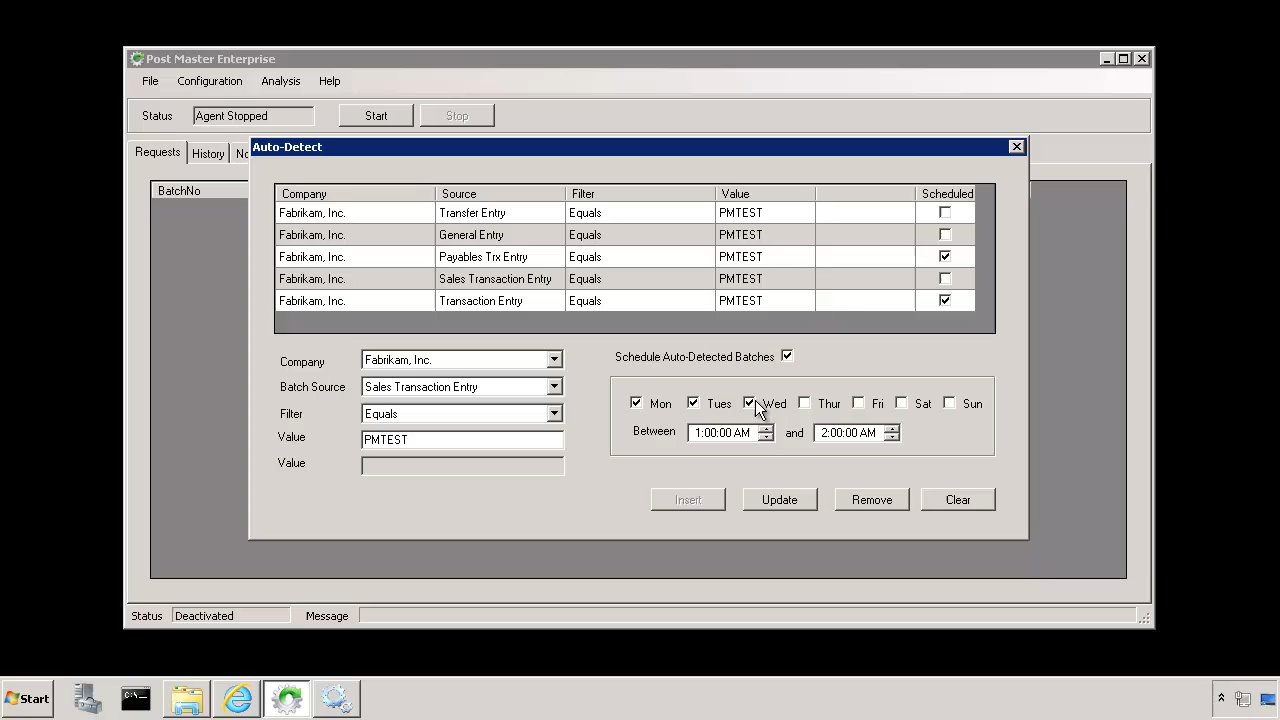 Post Master Enterprise
File Configuration Analysis Help
Status Agent Stopped Start Stop
Auto-Detect
Requests History
BatchNo
Company Source Filter Value Scheduled
Fabrikam, Inc. Transfer Entry Equals PMTEST
Fabrikam, Inc. General Entry Equals PMTEST
Fabrikam, Inc. Payables Trx Entry Equals PMTEST
Fabrikam, Inc. Sales Transaction Entry Equals PMTEST
Fabrikam, Inc. Transaction Entry Equals PMTEST
Company Fabrikam, Inc. Schedule Auto-Detected Batches
Batch Source Sales Transaction Entry
Filter Equals Mon Tues Wed Thur Fri Sat Sun
Value PMTEST Between 1:00:00 AM and 2:00:00 AM
Value
Insert Update Remove Clear
Status Deactivated Message
Start C:\_